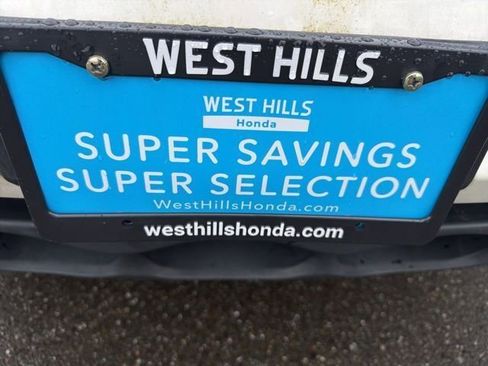 WEST HILLS
WEST HILLS
Honda
SUPER SAVINGS
SUPER SELECTION
WestHillsHonda.com
westhillshonda.com